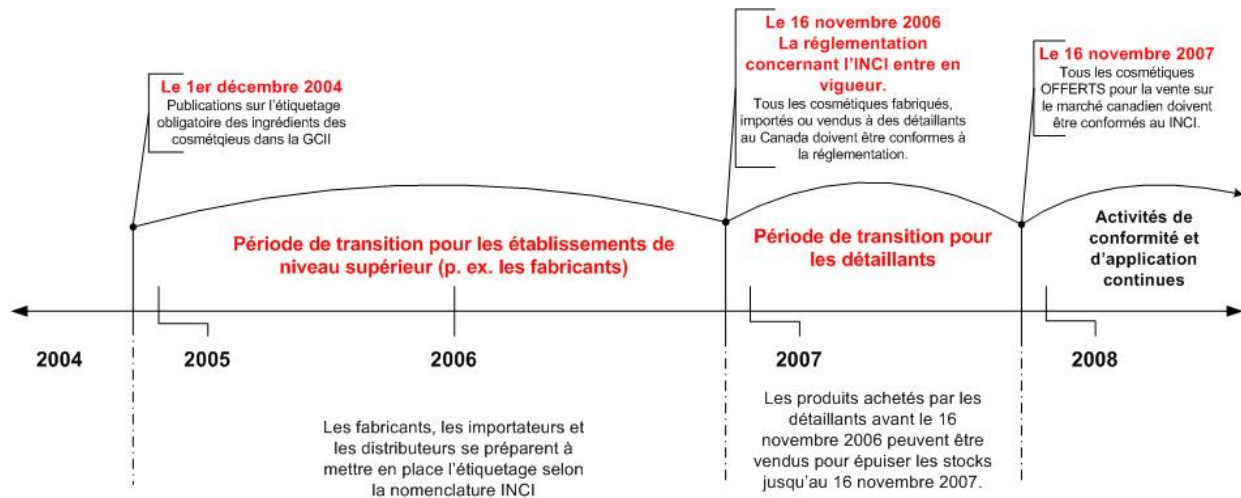 Le 1er décembre 2004
Publications sur l'étiquetage
obligatoire des ingrédients des
cosmétqieus dans la GCII
Le 16 novembre 2006
La réglementation
concernant l'INCI entre en
vigueur.
Tous les cosmétiques fabriqués,
importés ou vendus à des détaillants
au Canada doivent être conformes à
la réglementation.
Le 16 novembre 2007
Tous les cosmétiques
OFFERTS pour la vente sur
le marché canadien doivent
être conformés au INCI.
Période de transition pour les établissements de
niveau supérieur (p. ex. les fabricants)
Période de transition pour
les détaillants
Activités de
conformité et
d'application
continues
2004
2005
2006
2007
2008
Les fabricants, les importateurs et
les distributeurs se préparent à
mettre en place l'étiquetage selon
la nomenclature INCI
Les produits achetés par les
détaillants avant le 16
novembre 2006 peuvent être
vendus pour épuiser les stocks
jusqu'au 16 novembre 2007.